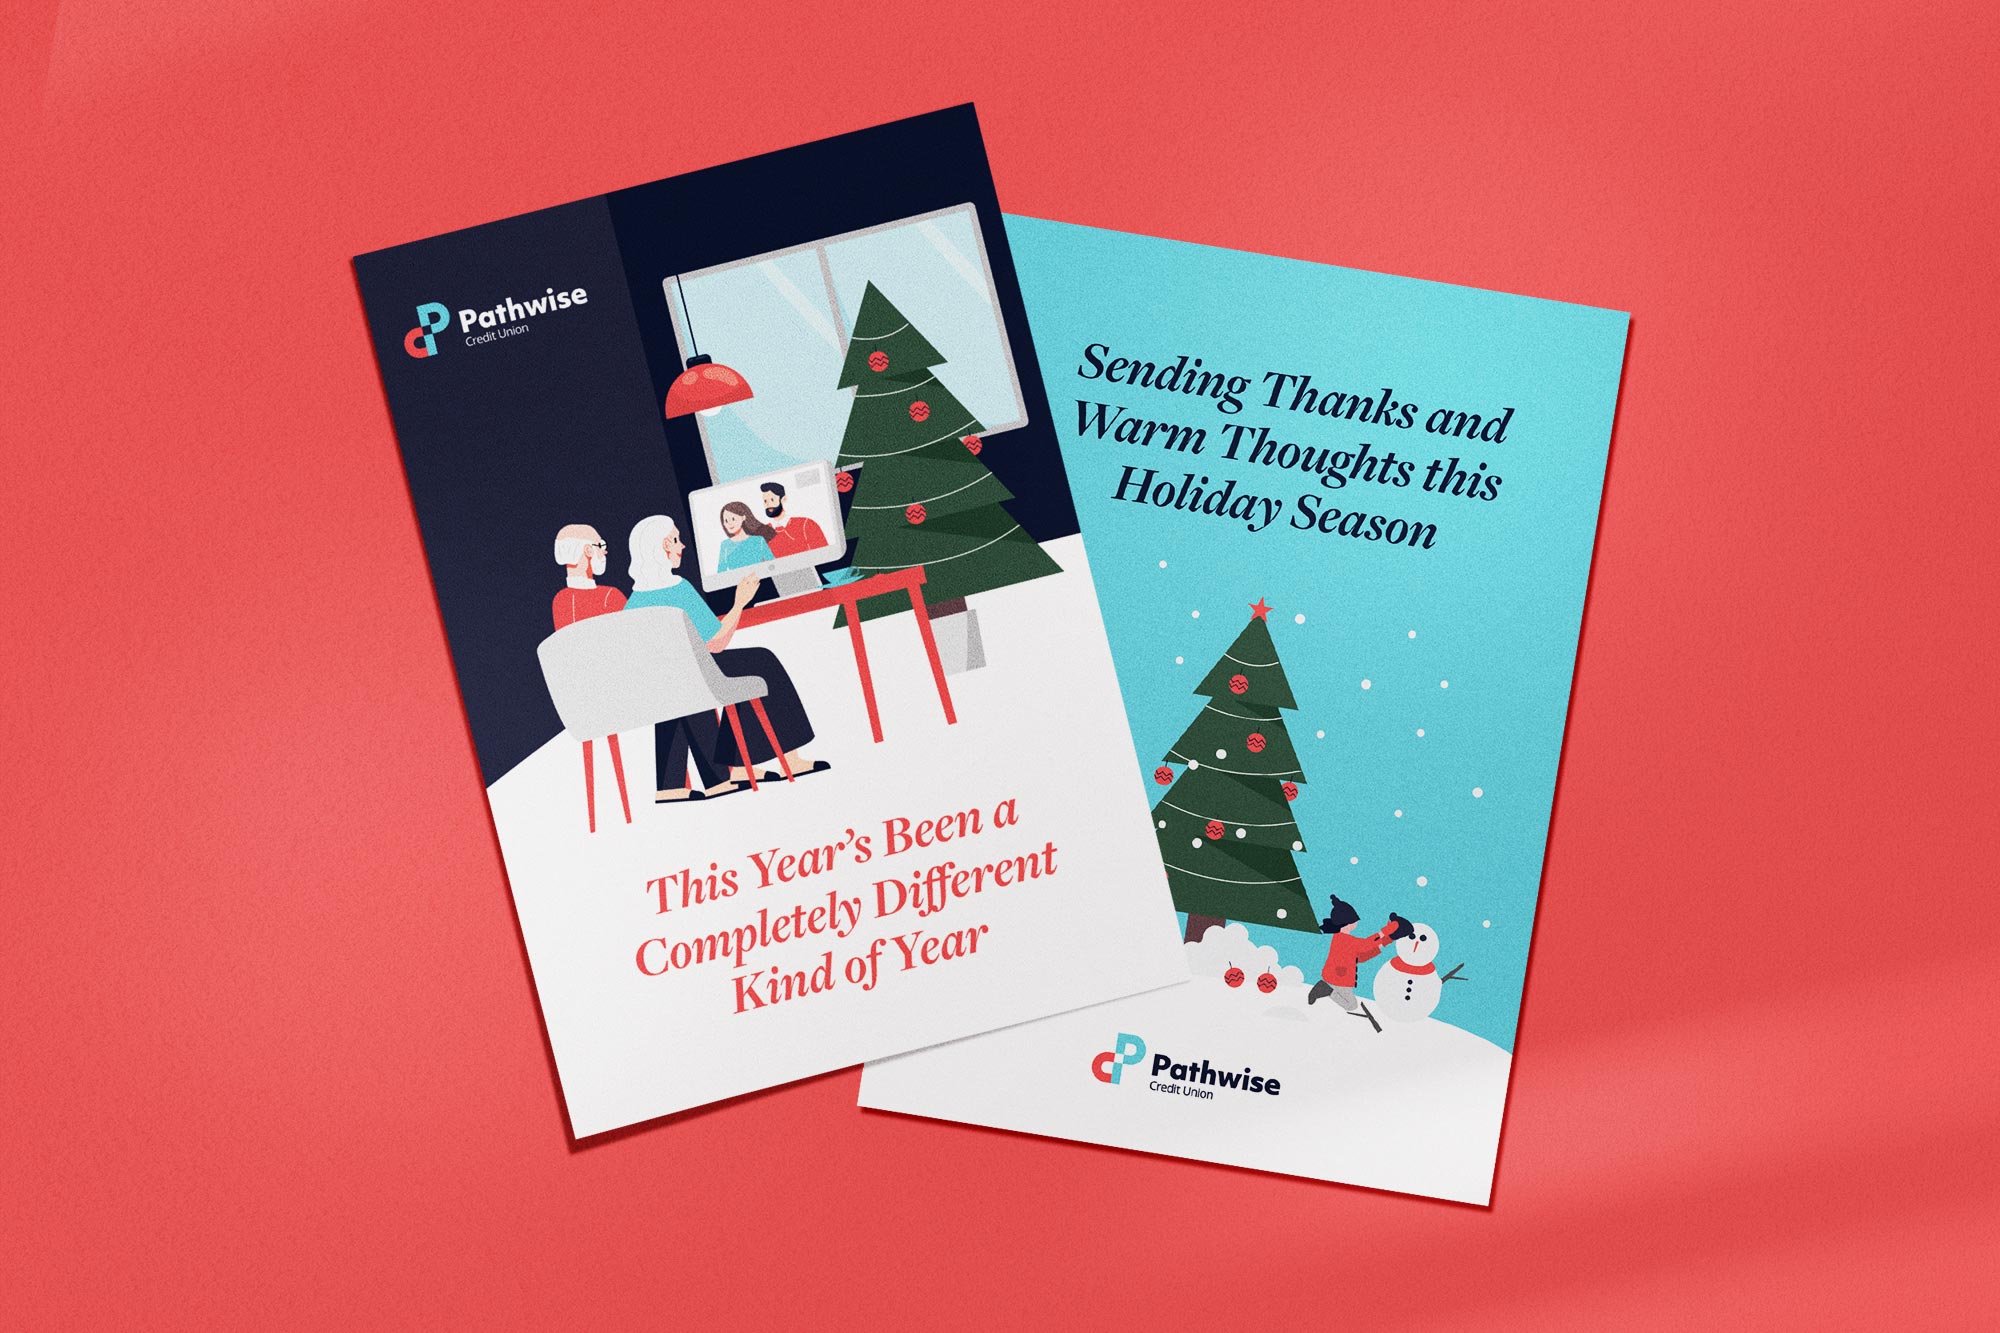 Pathwise
Credit Union
This Year's Been a
Completely Different
Kind of Year
Sending Thanks and
Warm Thoughts this
Holiday Season
Pathwise
Credit Union